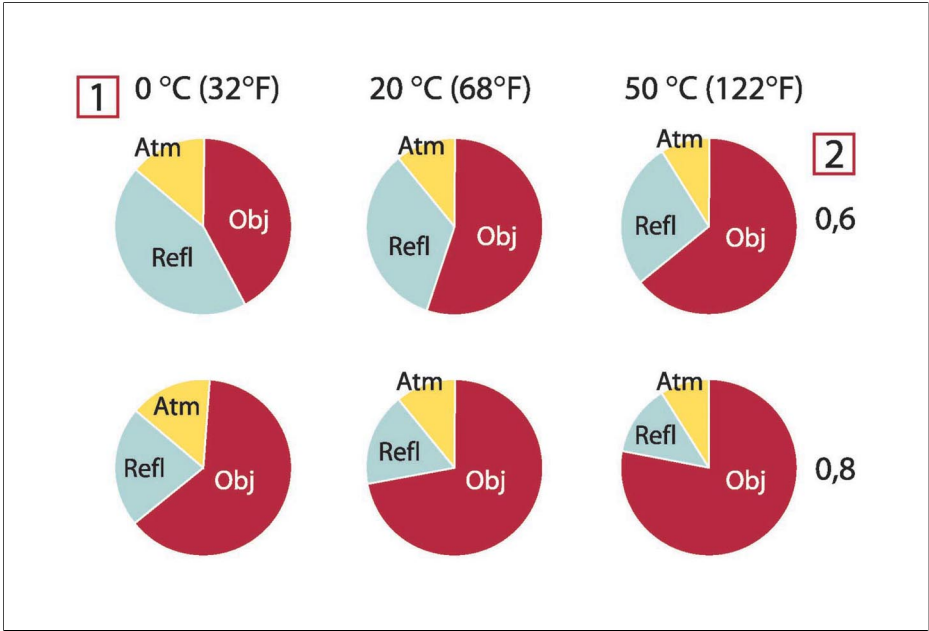 1 0 °C (32°F) 20 °C (68°F) 50 °C (122°F)
Atm Obj Refl
Atm Obj Refl
Atm Obj Refl
2
0,6
Atm Obj Refl
Atm Obj Refl
Atm Obj Refl
0,8